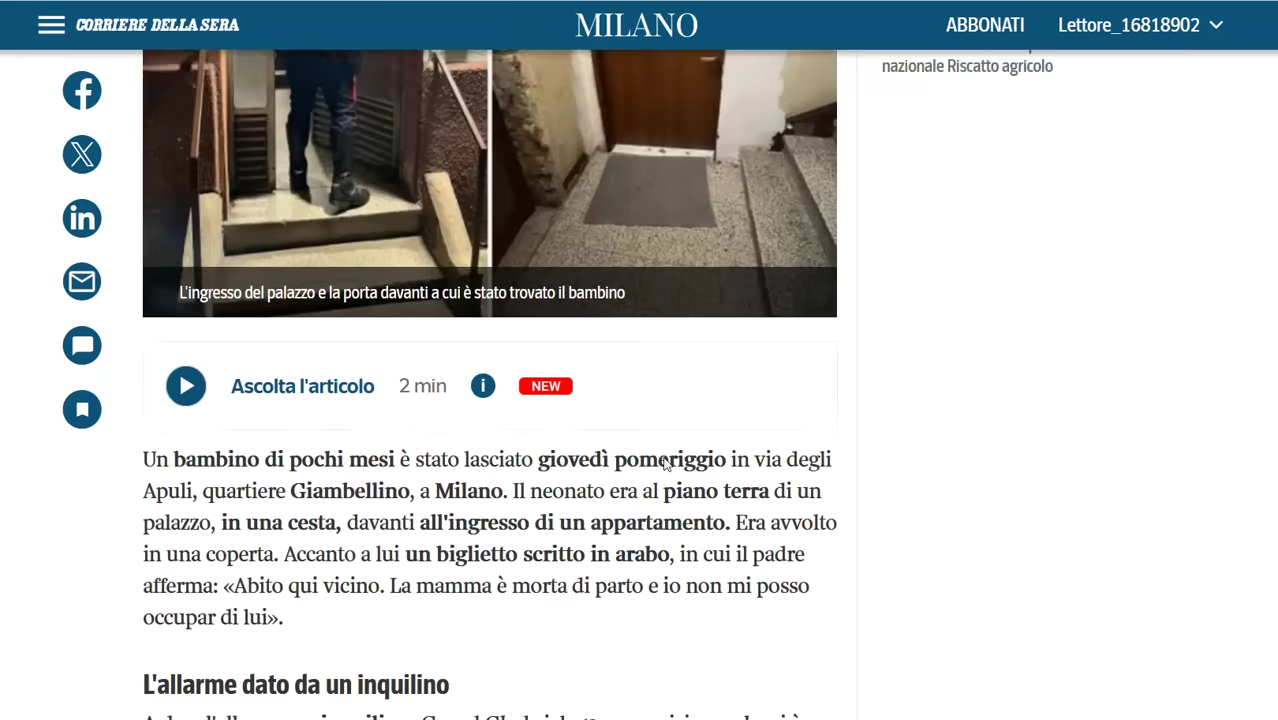 CORRIERE DELLA SERA
MILANO
ABBONATI
Lettore_16818902
nazionale Riscatto agricolo
L'ingresso del palazzo e la porta davanti a cui è stato trovato il bambino
Ascolta l'articolo 2 min i NEW
Un bambino di pochi mesi è stato lasciato giovedì pomeriggio in via degli
Apuli, quartiere Giambellino, a Milano. Il neonato era al piano terra di un
palazzo, in una cesta, davanti all'ingresso di un appartamento. Era avvolto
in una coperta. Accanto a lui un biglietto scritto in arabo, in cui il padre
afferma: «Abito qui vicino. La mamma è morta di parto e io non mi posso
occupar di lui».
L'allarme dato da un inquilino